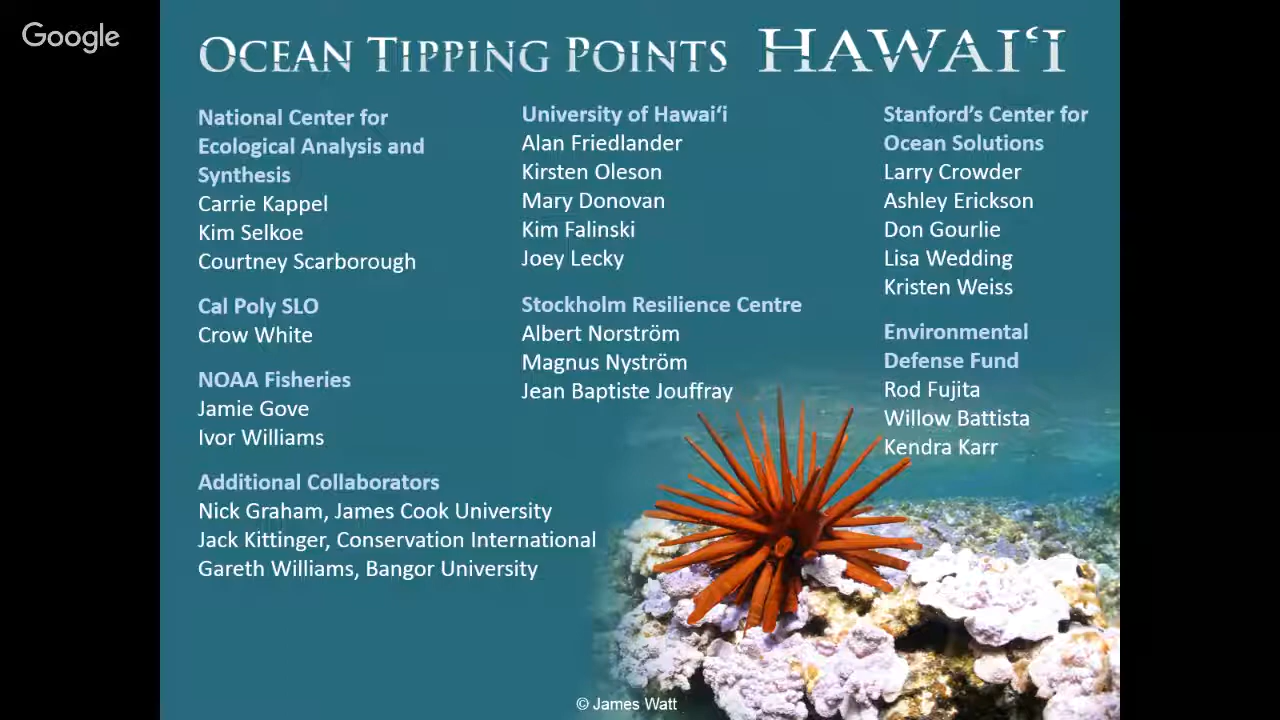 Google
OCEAN TIPPING POINTS HAWAIʻI
National Center for
Ecological Analysis and
Synthesis
Carrie Kappel
Kim Selkoe
Courtney Scarborough
Cal Poly SLO
Crow White
NOAA Fisheries
Jamie Gove
Ivor Williams
Additional Collaborators
Nick Graham, James Cook University
Jack Kittinger, Conservation International
Gareth Williams, Bangor University
University of Hawaiʻi
Alan Friedlander
Kirsten Oleson
Mary Donovan
Kim Falinski
Joey Lecky
Stockholm Resilience Centre
Albert Norström
Magnus Nyström
Jean Baptiste Jouffray
Stanford’s Center for
Ocean Solutions
Larry Crowder
Ashley Erickson
Don Gourlie
Lisa Wedding
Kristen Weiss
Environmental
Defense Fund
Rod Fujita
Willow Battista
Kendra Karr
© James Watt